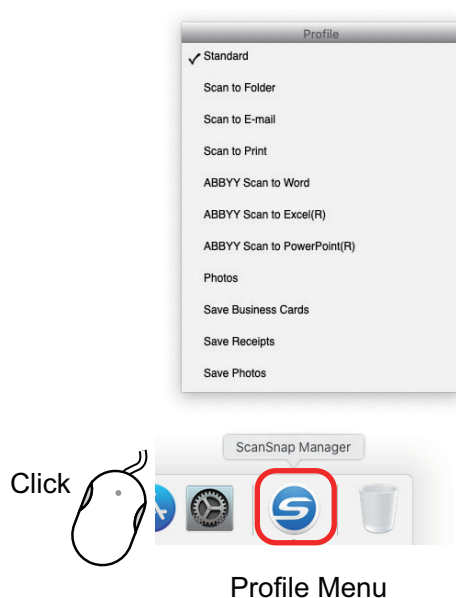 Profile
✓ Standard
Scan to Folder
Scan to E-mail
Scan to Print
ABBYY Scan to Word
ABBYY Scan to Excel(R)
ABBYY Scan to PowerPoint(R)
Photos
Save Business Cards
Save Receipts
Save Photos
ScanSnap Manager
Click
S
Profile Menu